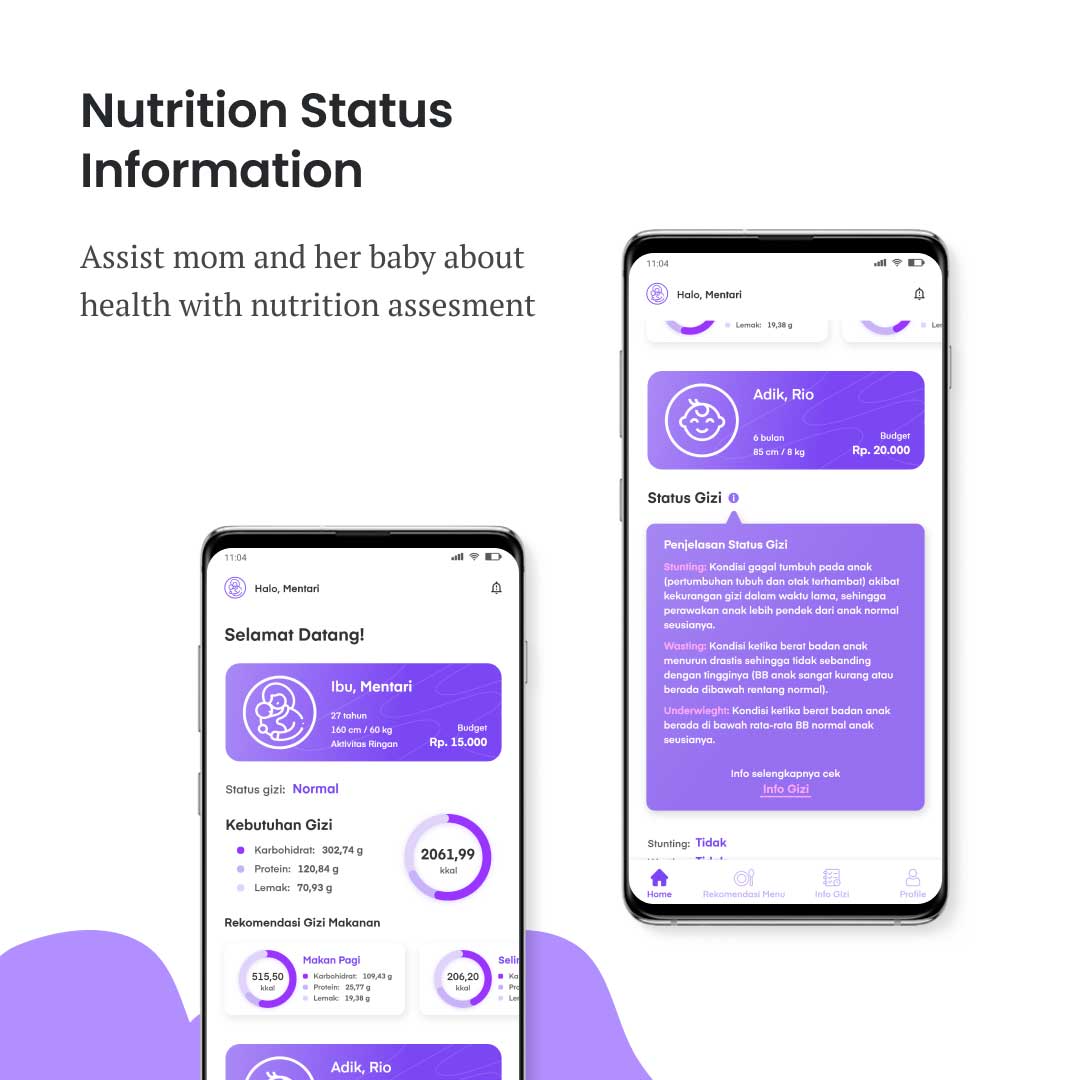 Nutrition Status
Information
Assist mom and her baby about
health with nutrition assesment
11:04
Halo, Mentari
Selamat Datang!
Ibu, Mentari
27 tahun
160 cm / 60 kg
Aktivitas Ringan
Budget
Rp. 15.000
Status gizi: Normal
Kebutuhan Gizi
Karbohidrat: 302,74 g
Protein: 120,84 g
Lemak: 70,93 g
2061,99
kkal
Rekomendasi Gizi Makanan
515,50
kkal
Makan Pagi
Karbohidrat: 109,43 g
Protein: 25,77 g
Lemak: 19,38 g
206,20
kkal
Adik, Rio
11:04
Halo, Mentari
Lemak: 19,38 g
Adik, Rio
6 bulan
85 cm / 8 kg
Budget
Rp. 20.000
Status Gizi
Penjelasan Status Gizi
Stunting: Kondisi gagal tumbuh pada anak
(pertumbuhan tubuh dan otak terhambat) akibat
kekurangan gizi dalam waktu lama, sehingga
perawakan anak lebih pendek dari anak normal
seusianya.
Wasting: Kondisi ketika berat badan anak
menurun drastis sehingga tidak sebanding
dengan tingginya (BB anak sangat kurang atau
berada dibawah rentang normal).
Underwieght: Kondisi ketika berat badan anak
berada di bawah rata-rata BB normal anak
seusianya.
Info selengkapnya cek
Info Gizi
Stunting: Tidak
Home
Rekomendasi Menu
Info Gizi
Profile